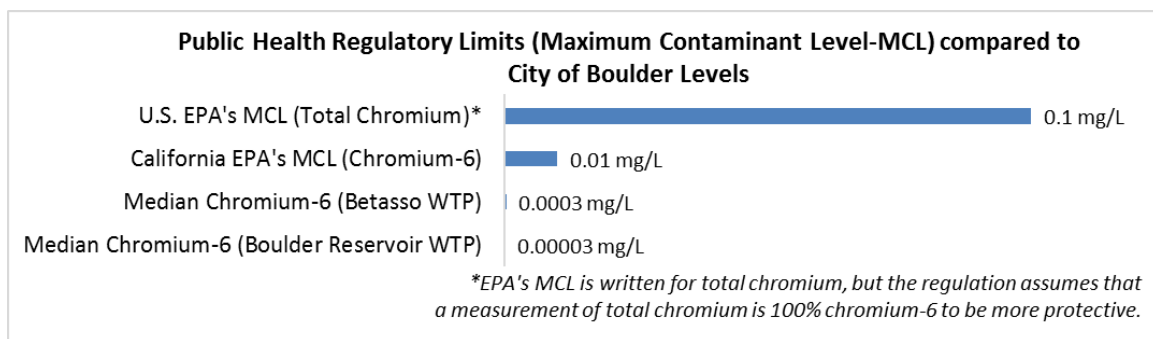 Public Health Regulatory Limits (Maximum Contaminant Level-MCL) compared to
City of Boulder Levels
U.S. EPA's MCL (Total Chromium)* 0.1 mg/L
California EPA's MCL (Chromium-6) 0.01 mg/L
Median Chromium-6 (Betasso WTP) 0.0003 mg/L
Median Chromium-6 (Boulder Reservoir WTP) 0.00003 mg/L
*EPA's MCL is written for total chromium, but the regulation assumes that
a measurement of total chromium is 100% chromium-6 to be more protective.